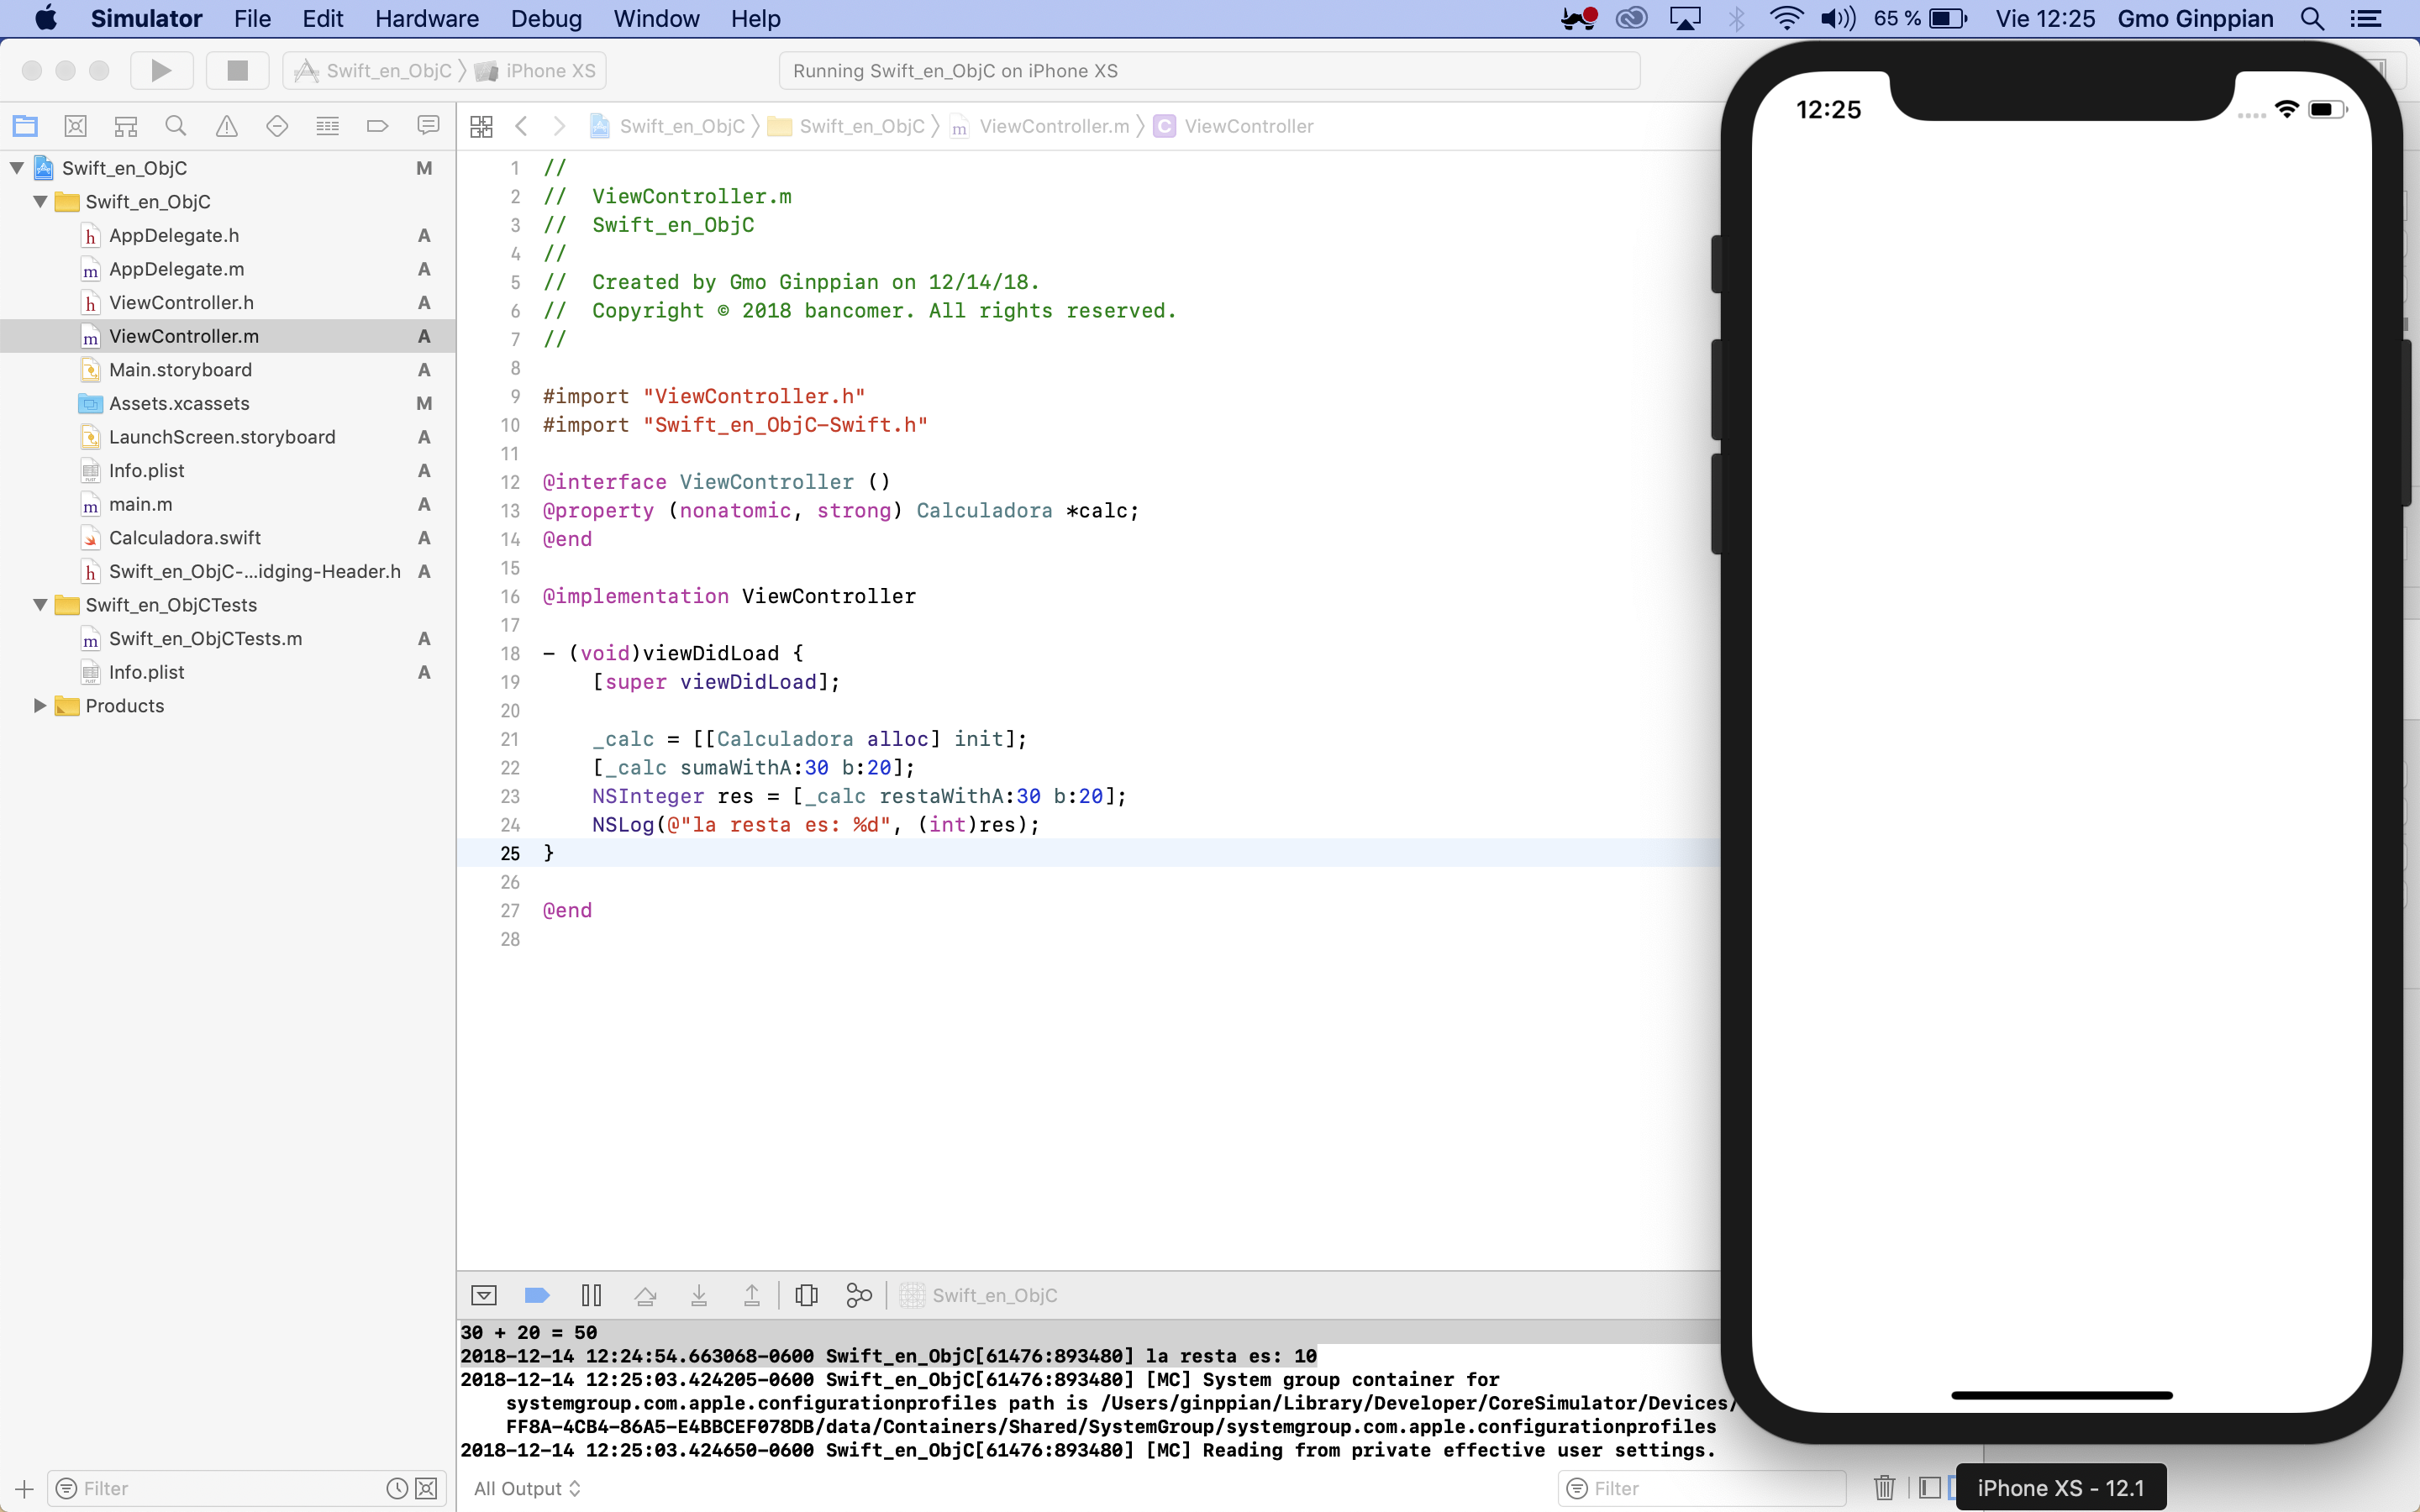 Simulator File Edit Hardware Debug Window Help 65 % Vie 12:25 Gmo Ginppian
Swift_en_ObjC iPhone XS Running Swift_en_ObjC on iPhone XS
Swift_en_ObjC Swift_en_ObjC ViewController.m C ViewController
Swift_en_ObjC M
Swift_en_ObjC
AppDelegate.h A
AppDelegate.m A
ViewController.h A
ViewController.m A
Main.storyboard A
Assets.xcassets M
LaunchScreen.storyboard A
Info.plist A
main.m A
Calculadora.swift A
Swift_en_ObjC-...idging-Header.h A
Swift_en_ObjCTests
Swift_en_ObjCTests.m A
Info.plist A
Products
Filter
1 //
2 //  ViewController.m
3 //  Swift_en_ObjC
4 //
5 //  Created by Gmo Ginppian on 12/14/18.
6 //  Copyright © 2018 bancomer. All rights reserved.
7 //
8
9 #import "ViewController.h"
10 #import "Swift_en_ObjC-Swift.h"
11
12 @interface ViewController ()
13 @property (nonatomic, strong) Calculadora *calc;
14 @end
15
16 @implementation ViewController
17
18 - (void)viewDidLoad {
19     [super viewDidLoad];
20
21     _calc = [[Calculadora alloc] init];
22     [_calc sumaWithA:30 b:20];
23     NSInteger res = [_calc restaWithA:30 b:20];
24     NSLog(@"la resta es: %d", (int)res);
25 }
26
27 @end
28
Swift_en_ObjC
30 + 20 = 50
2018-12-14 12:24:54.663068-0600 Swift_en_ObjC[61476:893480] la resta es: 10
2018-12-14 12:25:03.424205-0600 Swift_en_ObjC[61476:893480] [MC] System group container for
systemgroup.com.apple.configurationprofiles path is /Users/ginppian/Library/Developer/CoreSimulator/Devices/
FF8A-4CB4-86A5-E4BBCEF078DB/data/Containers/Shared/SystemGroup/systemgroup.com.apple.configurationprofiles
2018-12-14 12:25:03.424650-0600 Swift_en_ObjC[61476:893480] [MC] Reading from private effective user settings.
All Output Filter
12:25
iPhone XS - 12.1